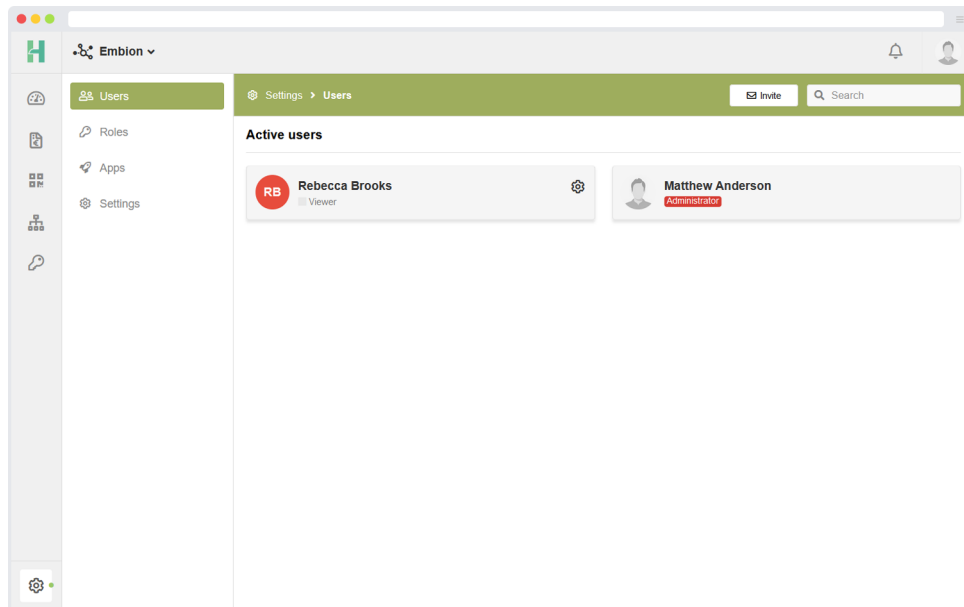 H
Embion
Users
Roles
Apps
Settings
Settings > Users
Invite
Search
Active users
RB
Rebecca Brooks
Viewer
Matthew Anderson
Administrator